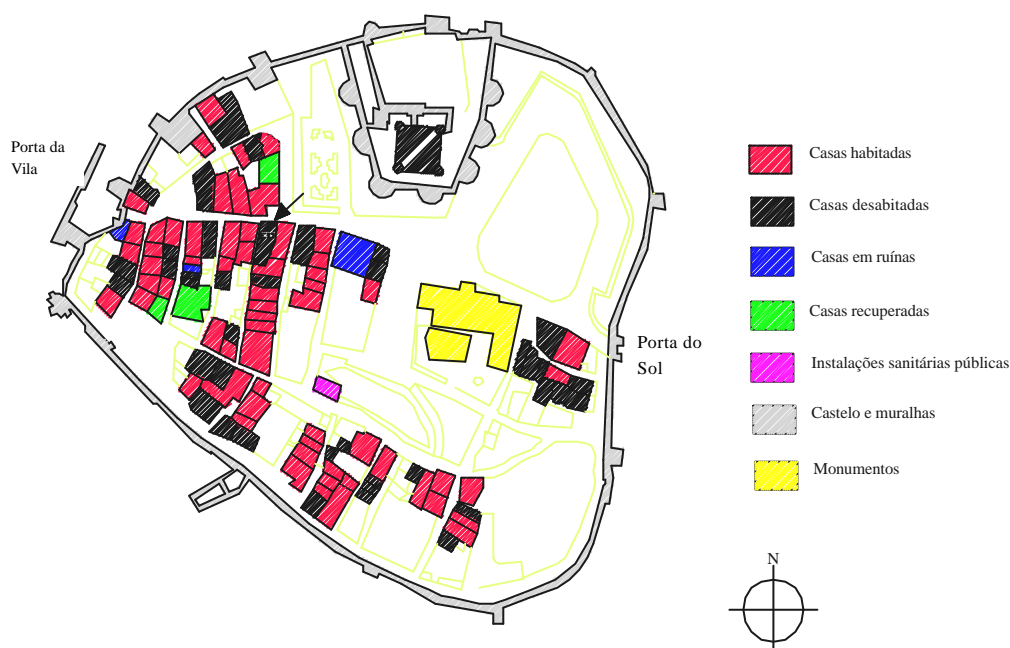 Porta da
Vila
Casas habitadas
Casas desabitadas
Casas em ruínas
Casas recuperadas
Instalações sanitárias públicas
Castelo e muralhas
Monumentos
Porta do
Sol
N